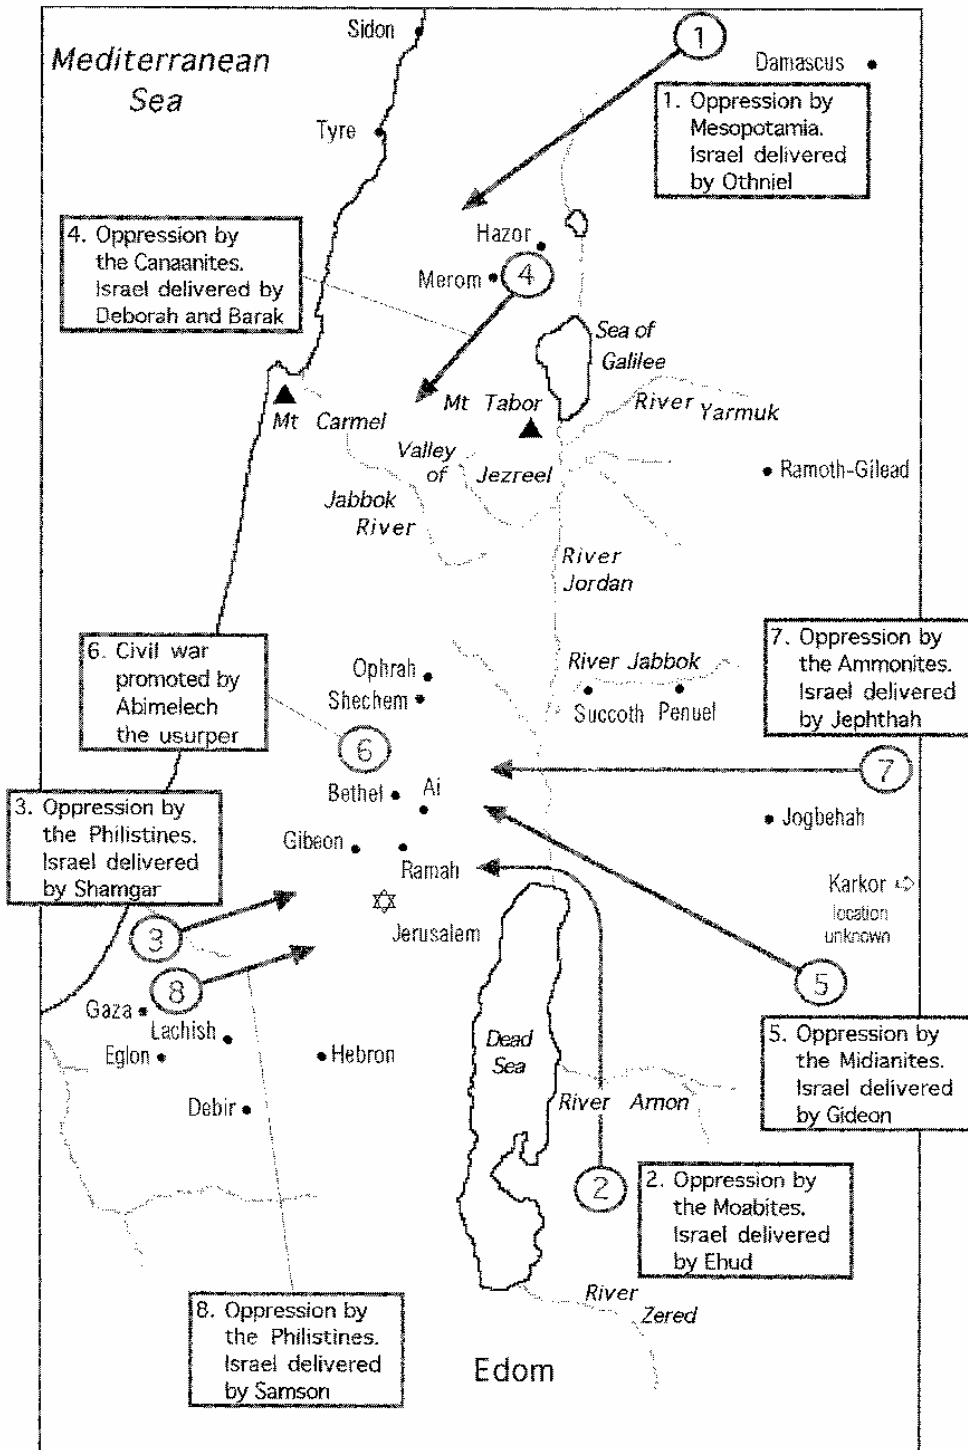 Sidon
1
Mediterranean
Sea
Damascus
1. Oppression by
Mesopotamia.
Israel delivered
by Othniel
Tyre
4. Oppression by
the Canaanites.
Israel delivered by
Deborah and Barak
Hazor
Merom
4
Sea of
Galilee
Mt Carmel
Mt Tabor
River Yarmuk
Valley
of Jezreel
Ramoth-Gilead
Jabbok
River
River
Jordan
6. Civil war
promoted by
Abimelech
the usurper
Ophrah
Shechem
River Jabbok
Succoth Penuel
7. Oppression by
the Ammonites.
Israel delivered
by Jephthah
6
7
Bethel
Ai
3. Oppression by
the Philistines.
Israel delivered
by Shamgar
Jogbehah
Gibeon
Ramah
Karkor
location
unknown
Jerusalem
3
8
5
Gaza
Lachish
Eglon
Hebron
Debir
Dead
Sea
5. Oppression by
the Midianites.
Israel delivered
by Gideon
River Arnon
2
2. Oppression by
the Moabites.
Israel delivered
by Ehud
8. Oppression by
the Philistines.
Israel delivered
by Samson
River
Zered
Edom